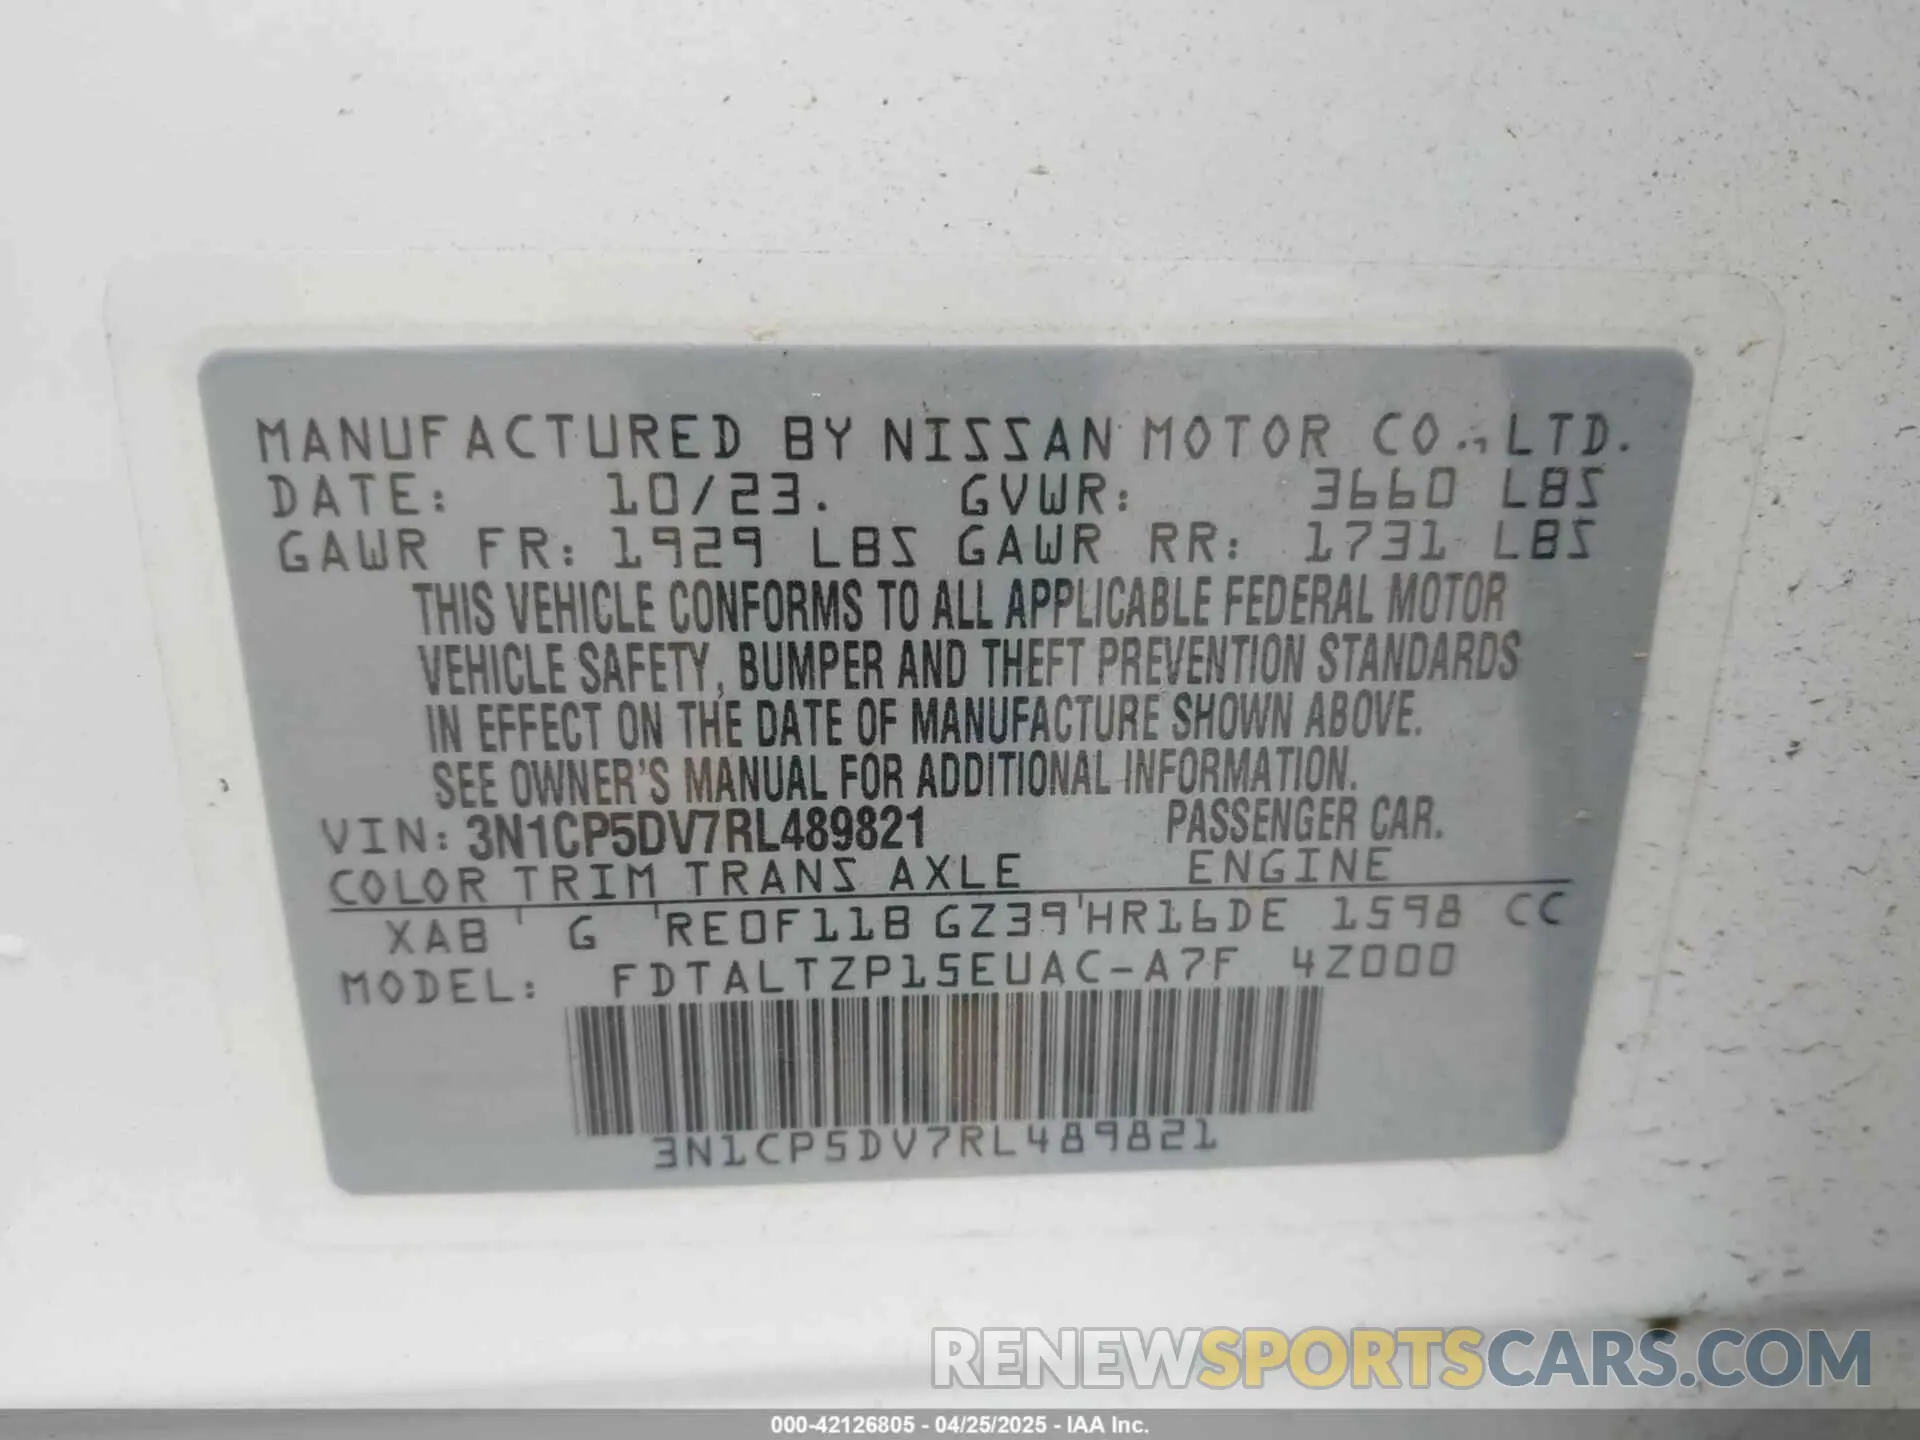 MANUFACTURED BY NISSAN MOTOR CO., LTD.
DATE: 10/23. GVWR: 3660 LBS
GAWR FR: 1929 LBS GAWR RR: 1731 LBS
THIS VEHICLE CONFORMS TO ALL APPLICABLE FEDERAL MOTOR
VEHICLE SAFETY, BUMPER AND THEFT PREVENTION STANDARDS
IN EFFECT ON THE DATE OF MANUFACTURE SHOWN ABOVE.
SEE OWNER'S MANUAL FOR ADDITIONAL INFORMATION.
VIN: 3N1CP5DV7RL489821 PASSENGER CAR.
COLOR TRIM TRANS AXLE ENGINE
XAB ' G 'RE0F11B GZ39'HR16DE 1598 CC
MODEL: FDTALTZP15EUAC-A7F 4Z000
3N1CP5DV7RL489821
RENEWSPORTSCARS.COM
000-42126805 - 04/25/2025 - IAA Inc.